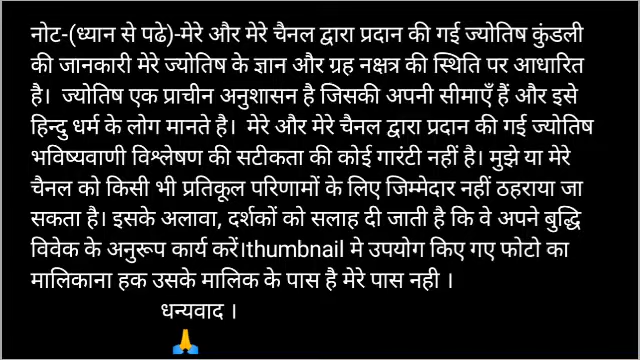 नोट-(ध्यान से पढे)-मेरे और मेरे चैनल द्वारा प्रदान की गई ज्योतिष कुंडली
की जानकारी मेरे ज्योतिष के ज्ञान और ग्रह नक्षत्र की स्थिति पर आधारित
है।  ज्योतिष एक प्राचीन अनुशासन है जिसकी अपनी सीमाएँ हैं और इसे
हिन्दु धर्म के लोग मानते है।  मेरे और मेरे चैनल द्वारा प्रदान की गई ज्योतिष
भविष्यवाणी विश्लेषण की सटीकता की कोई गारंटी नहीं है। मुझे या मेरे
चैनल को किसी भी प्रतिकूल परिणामों के लिए जिम्मेदार नहीं ठहराया जा
सकता है। इसके अलावा, दर्शकों को सलाह दी जाती है कि वे अपने बुद्धि
विवेक के अनुरूप कार्य करें।thumbnail मे उपयोग किए गए फोटो का
मालिकाना हक उसके मालिक के पास है मेरे पास नही ।
धन्यवाद ।
🙏